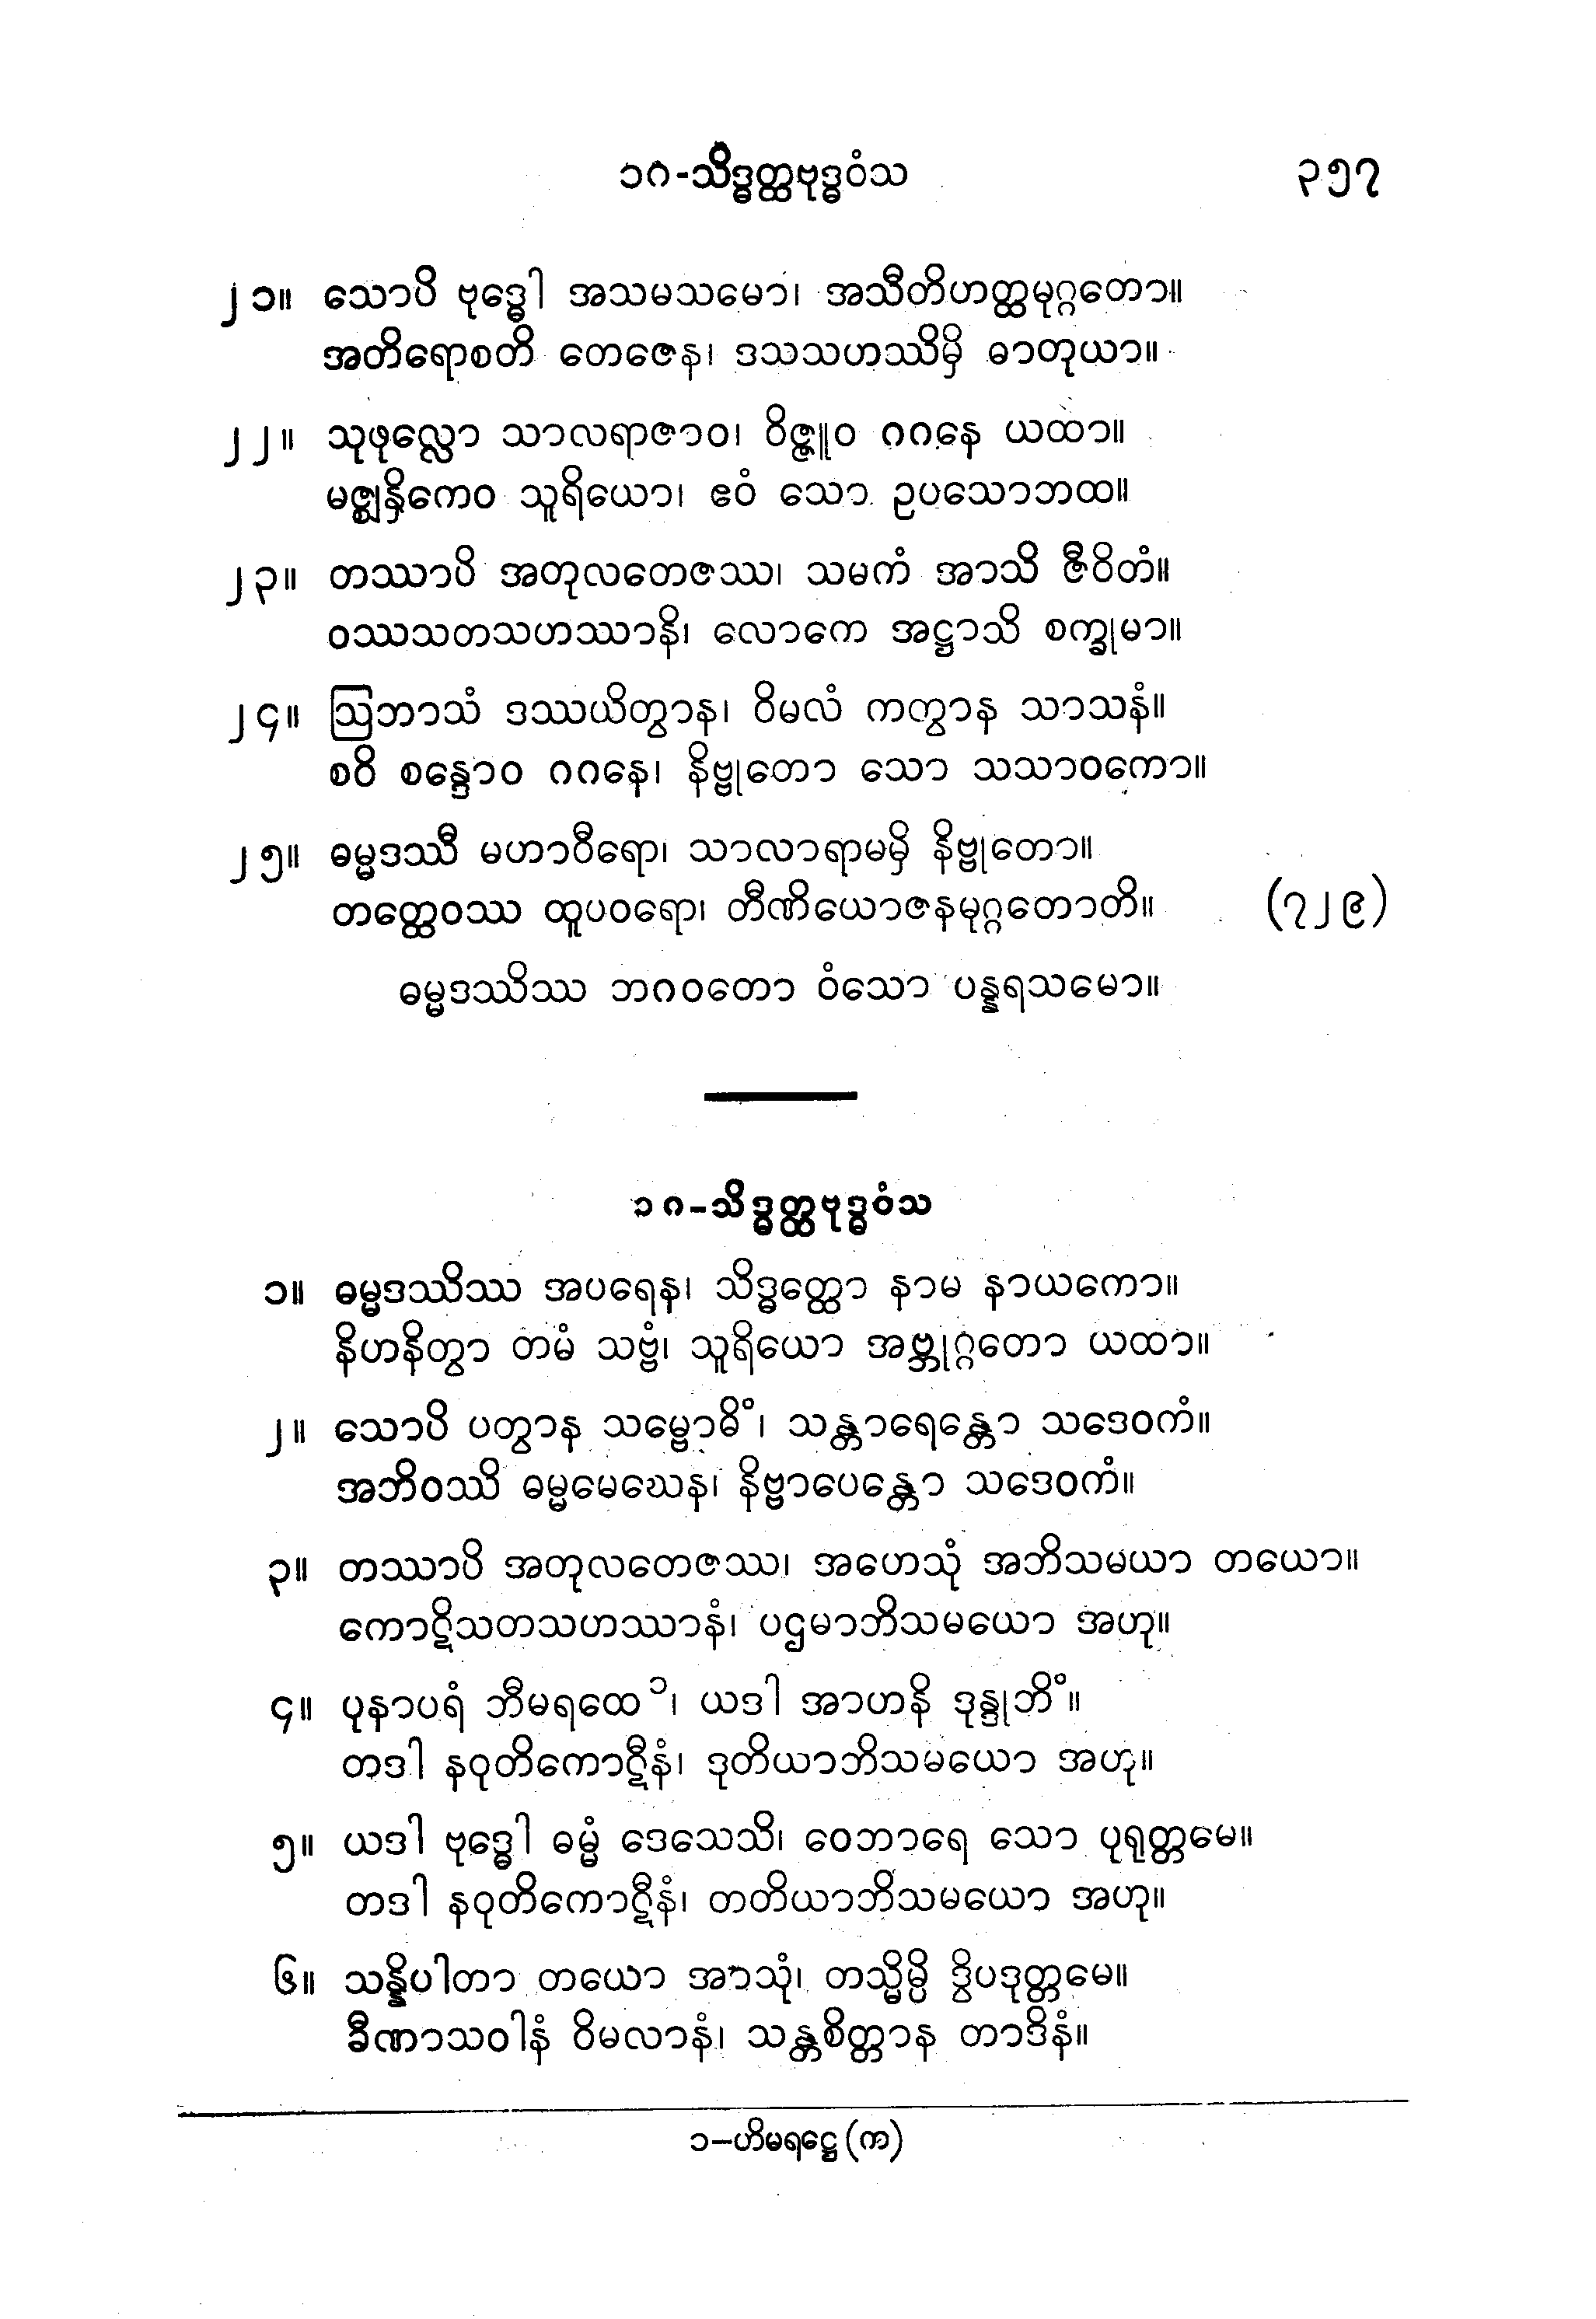 ၁ဂ-သိဒ္ဓတ္ထဗုဒ္ဓဝံသ ၃၅၇
၂၁။ သောပိ ဗုဒ္ဓေါ အသမသမော၊ အသီတိဟတ္ထမုဂ္ဂတော။
အတိရောစတိ တေဇေန၊ ဒသသဟဿိမှိ ဓာတုယာ။
၂၂။ သုဖုလ္လော သာလရာဇာဝ၊ ဝိဇ္ဇူဝ ဂဂနေ ယထာ။
မဇ္ဈနှိကေဝ သူရိယော၊ ဧဝံ သော ဥပသောဘထ။
၂၃။ တဿာပိ အတုလတေဇဿ၊ သမကံ အာသိ ဇီဝိတံ။
ဝဿသတသဟဿာနိ၊ လောကေ အဋ္ဌာသိ စက္ခုမာ။
၂၄။ ဩဘာသံ ဒဿယိတွာန၊ ဝိမလံ ကတွာန သာသနံ။
စဝိ စန္ဒောဝ ဂဂနေ၊ နိဗ္ဗုတော သော သသာဝကော။
၂၅။ ဓမ္မဒဿီ မဟာဝီရော၊ သာလာရာမမှိ နိဗ္ဗုတော။
တတ္ထေဝဿ ထူပဝရော၊ တီဏိယောဇနမုဂ္ဂတောတိ။ (၇၂၉)
ဓမ္မဒဿိဿ ဘဂဝတော ဝံသော ပန္နရသမော။
၁ဂ-သိဒ္ဓတ္ထဗုဒ္ဓဝံသ
၁။ ဓမ္မဒဿိဿ အပရေန၊ သိဒ္ဓတ္ထော နာမ နာယကော။
နိဟနိတွာ တမံ သဗ္ဗံ၊ သူရိယော အဗ္ဘုဂ္ဂတော ယထာ။
၂။ သောပိ ပတွာန သမ္ဗောဓိံ၊ သန္တာရေန္တော သဒေဝကံ။
အဘိဝဿိ ဓမ္မမေဃေန၊ နိဗ္ဗာပေန္တော သဒေဝကံ။
၃။ တဿာပိ အတုလတေဇဿ၊ အဟေသုံ အဘိသမယာ တယော။
ကောဋိသတသဟဿာနံ၊ ပဌမာဘိသမယော အဟု။
၄။ ပုနာပရံ ဘီမရထေ ၁၊ ယဒါ အာဟနိ ဒုန္ဒုဘိံ။
တဒါ နဝုတိကောဋီနံ၊ ဒုတိယာဘိသမယော အဟု။
၅။ ယဒါ ဗုဒ္ဓေါ ဓမ္မံ ဒေသေသိ၊ ဝေဘာရေ သော ပုရုတ္တမေ။
တဒါ နဝုတိကောဋီနံ၊ တတိယာဘိသမယော အဟု။
၆။ သန္နိပါတာ တယော အာသုံ၊ တသ္မိမ္ပိ ဒွိပဒုတ္တမေ။
ခီဏာသဝါနံ ဝိမလာနံ၊ သန္တစိတ္တာန တာဒိနံ။
၁-ဟိမရဋ္ဌေ (က)